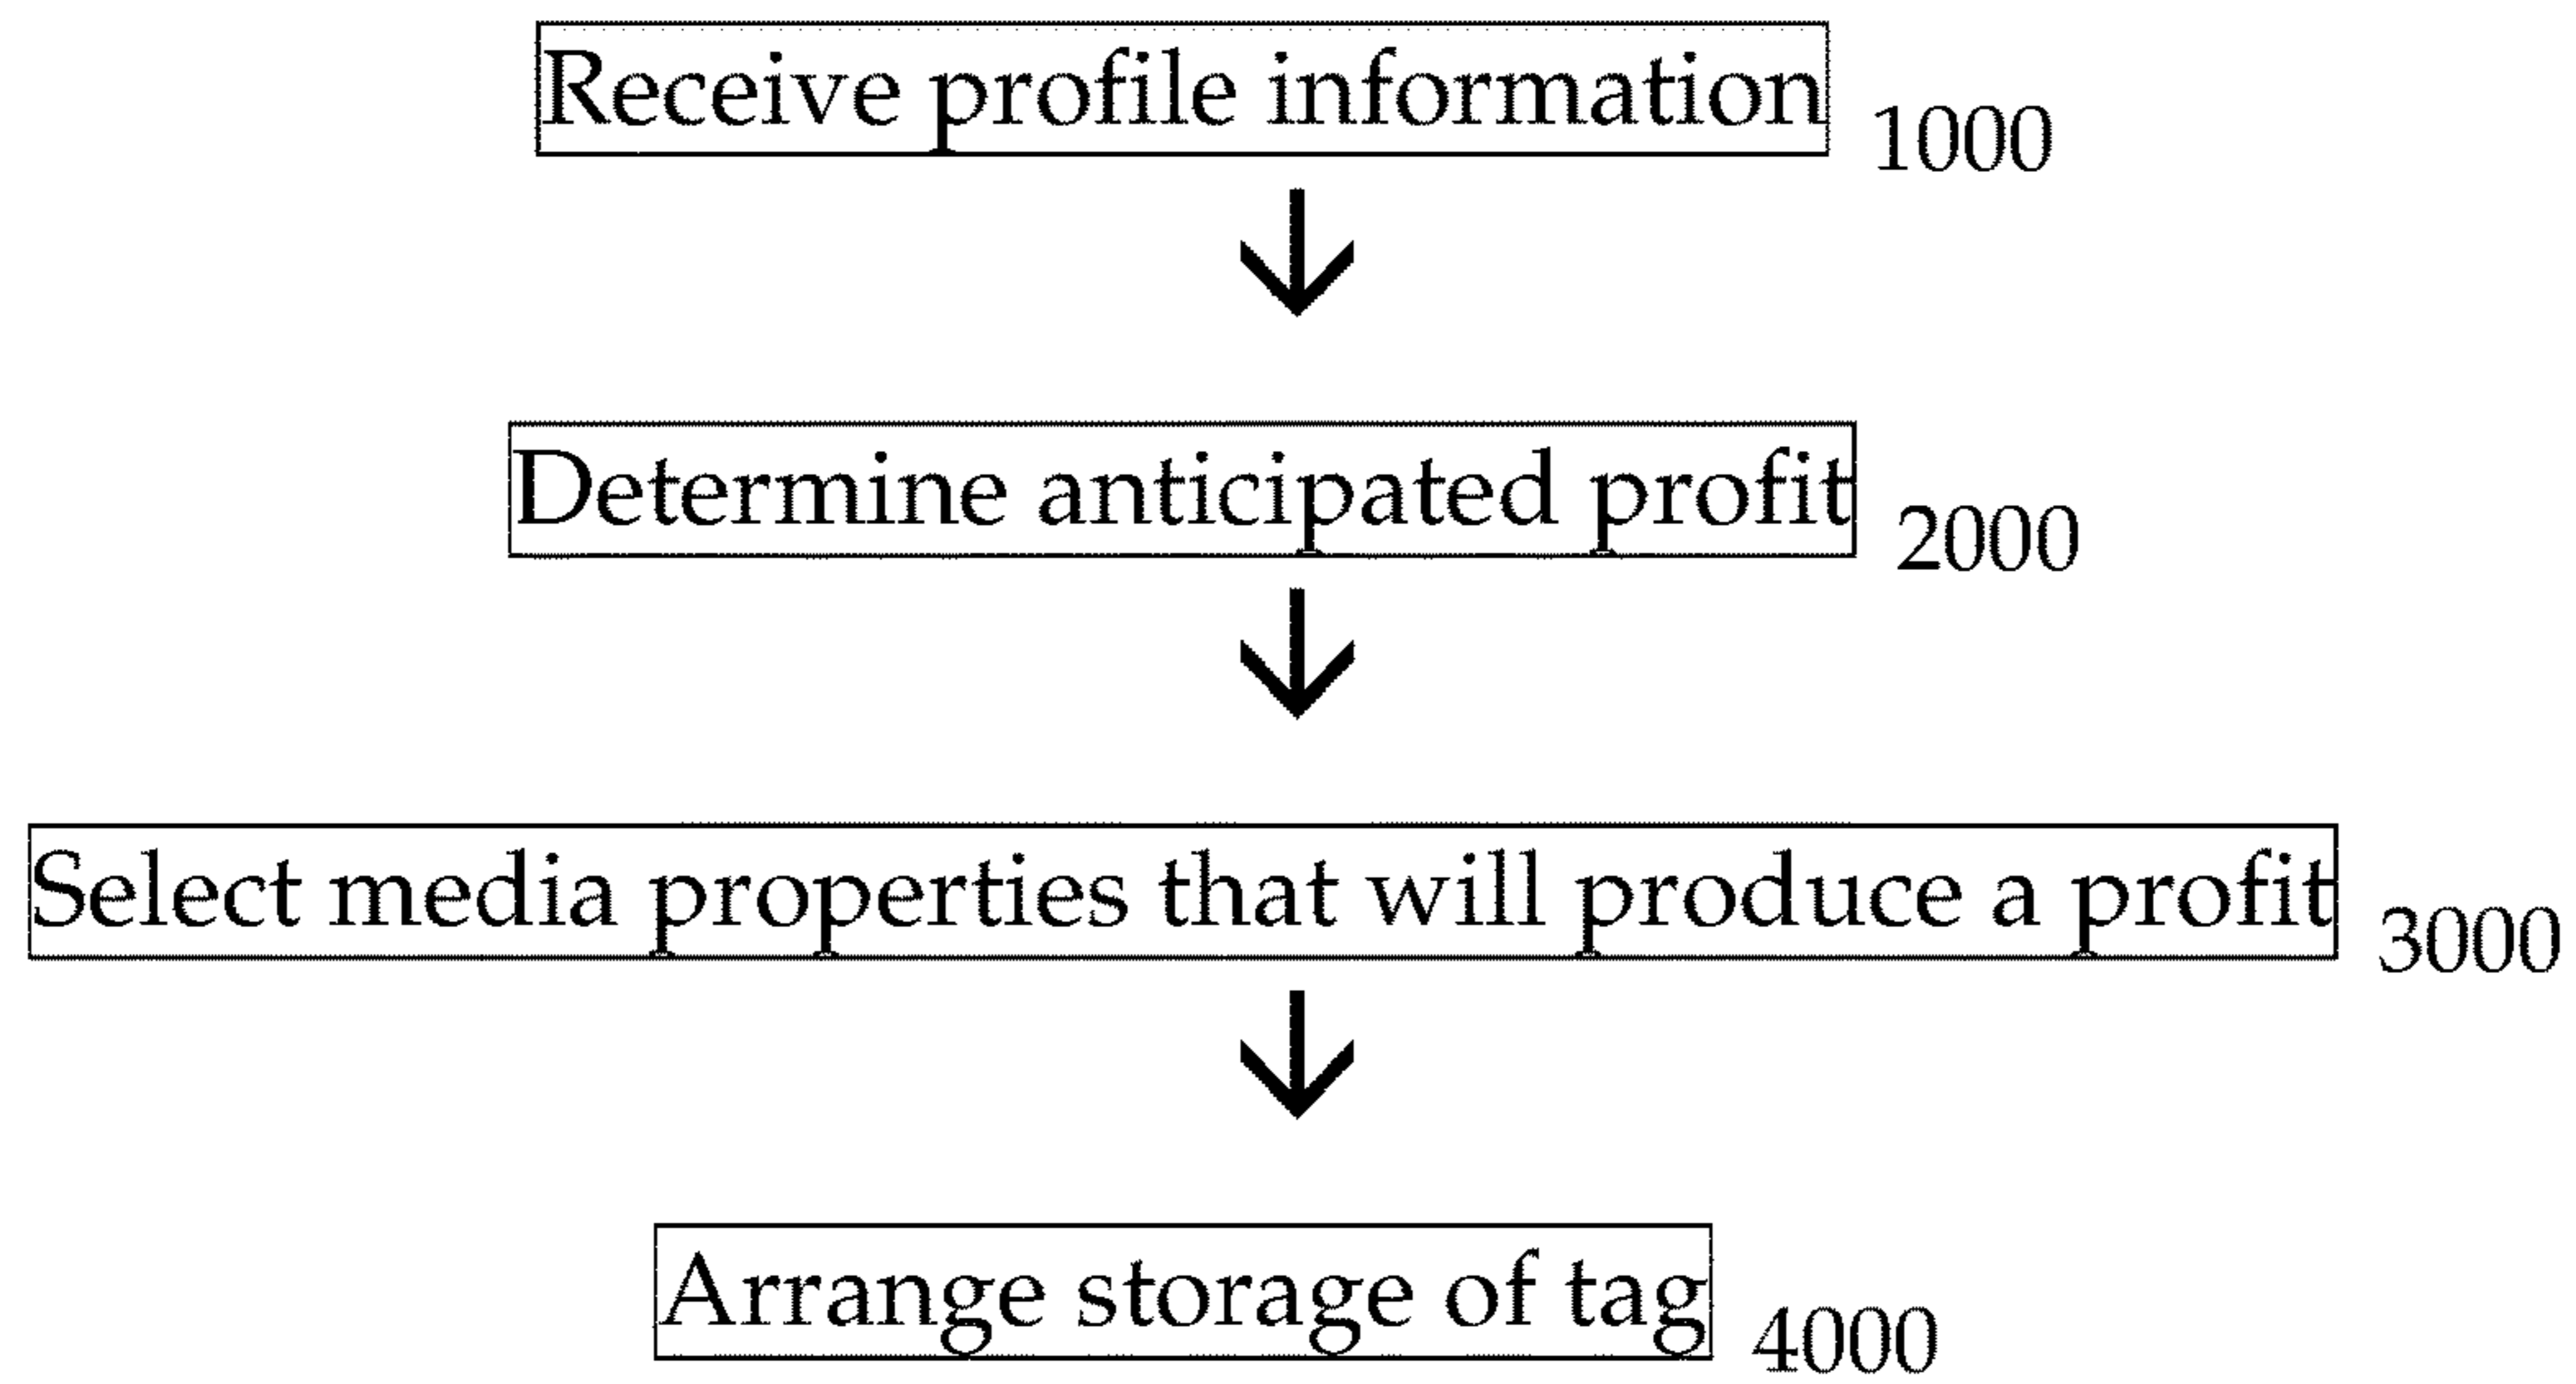 Receive profile information 1000
Determine anticipated profit 2000
Select media properties that will produce a profit 3000
Arrange storage of tag 4000